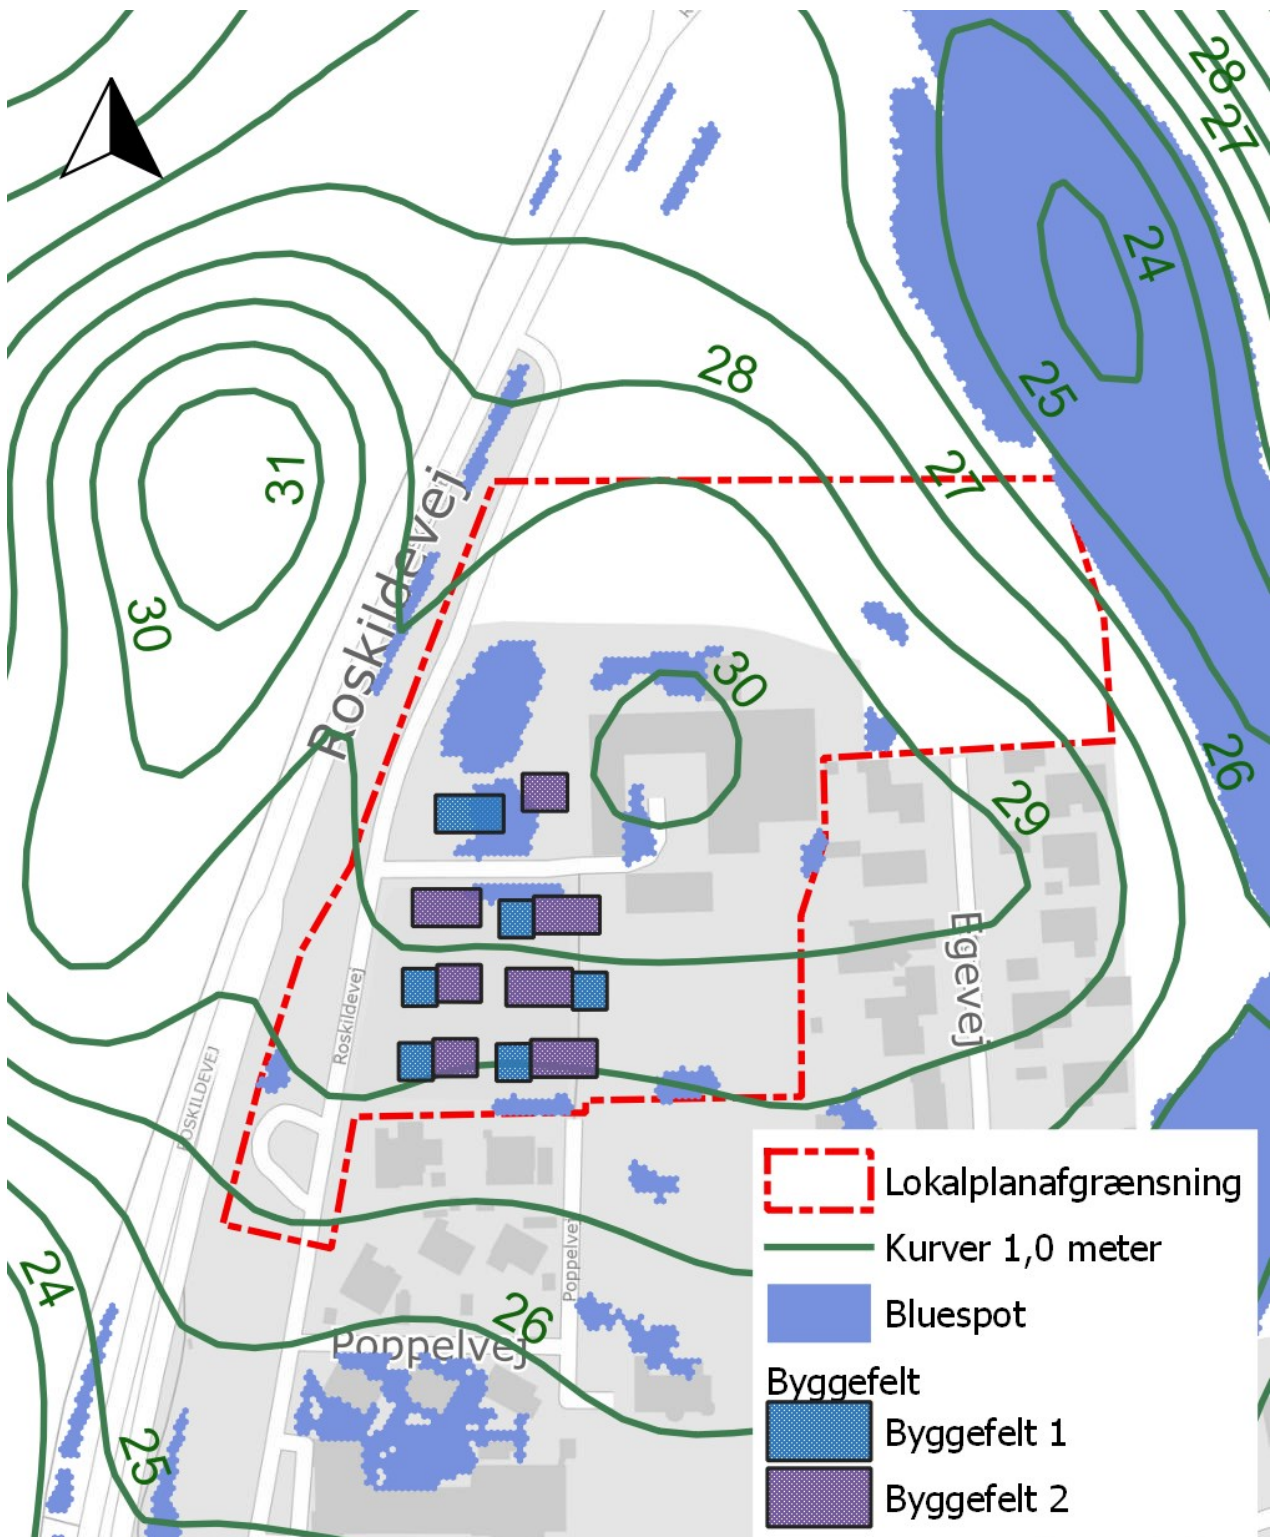 28
27
24
25
28
27
31
30
Roskildevej
30
29
26
Egevej
Roskildevej
ROSKILDEVEJ
Poppelvej
24
26
Poppelvej
25
Lokalplanafgrænsning
Kurver 1,0 meter
Bluespot
Byggefelt
Byggefelt 1
Byggefelt 2